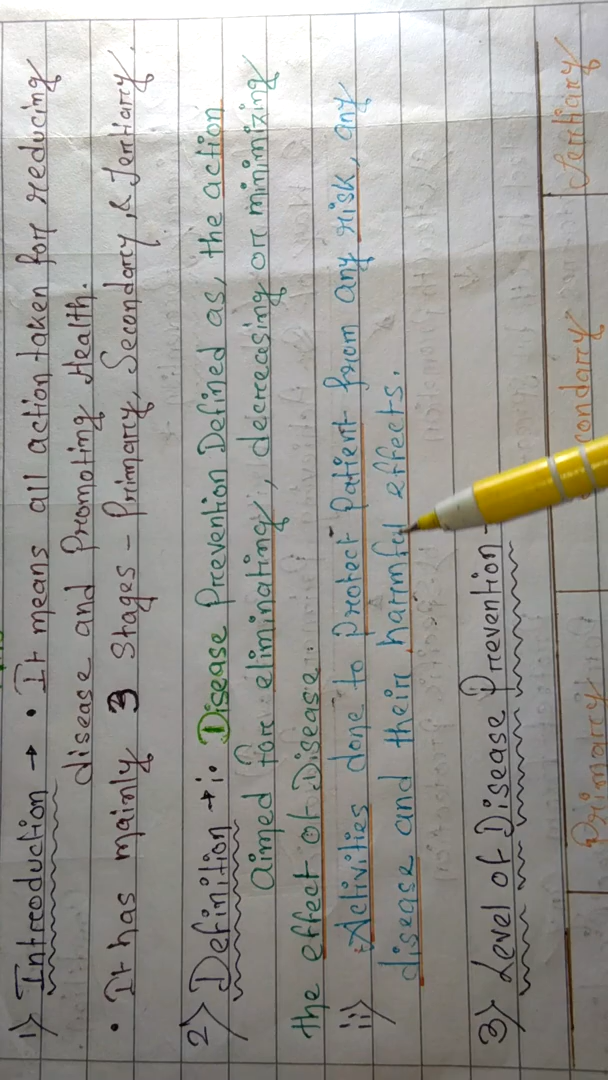 1) Introduction → • It means all action taken for reducing
disease and Promoting Health.
• It has mainly 3 Stages - Primary, Secondary, & Tertiary.
2) Definition → i. Disease Prevention Defined as, the action
aimed for eliminating, decreasing or minimizing
the effect of Disease.
ii) Activities done to protect patient from any risk, any
disease and their harmful effects.
3) Level of Disease Prevention
Primary condary Tertiary